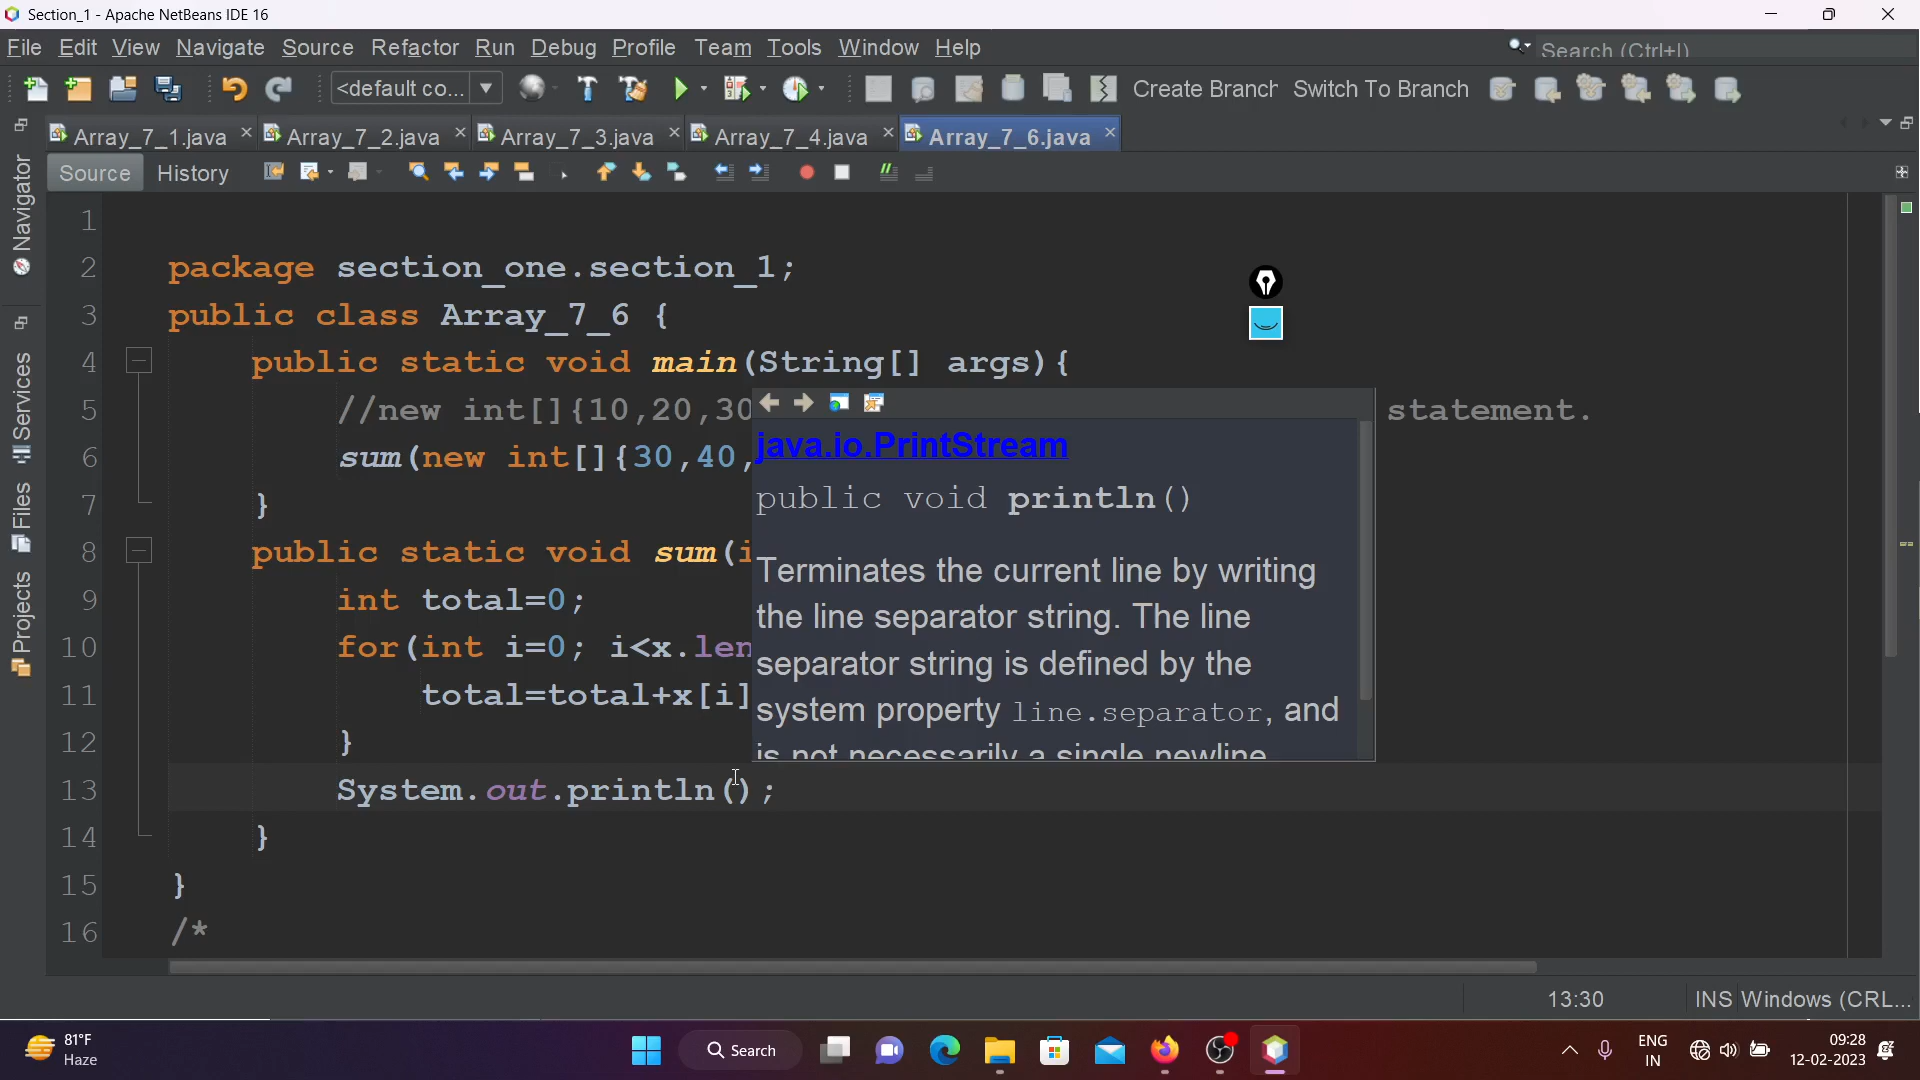 Section_1 - Apache NetBeans IDE 16
File Edit View Navigate Source Refactor Run Debug Profile Team Tools Window Help
Search (Ctrl+I)
<default co... Create Branch Switch To Branch
Array_7_1.java Array_7_2.java Array_7_3.java Array_7_4.java Array_7_6.java
Source History
Navigator
Services
Files
Projects
1
2 package section_one.section_1;
3 public class Array_7_6 {
4 public static void main(String[] args){
5 //new int[]{10,20,30 statement.
6 sum(new int[]{30,40,
7 }
8 public static void sum(i
9 int total=0;
10 for(int i=0; i<x.len
11 total=total+x[i]
12 }
13 System.out.println();
14 }
15 }
16 /*
java.io.PrintStream
public void println()
Terminates the current line by writing
the line separator string. The line
separator string is defined by the
system property line.separator, and
is not necessarily a single newline
13:30 INS Windows (CRL...
81°F
Haze
Search
ENG
IN
09:28
12-02-2023